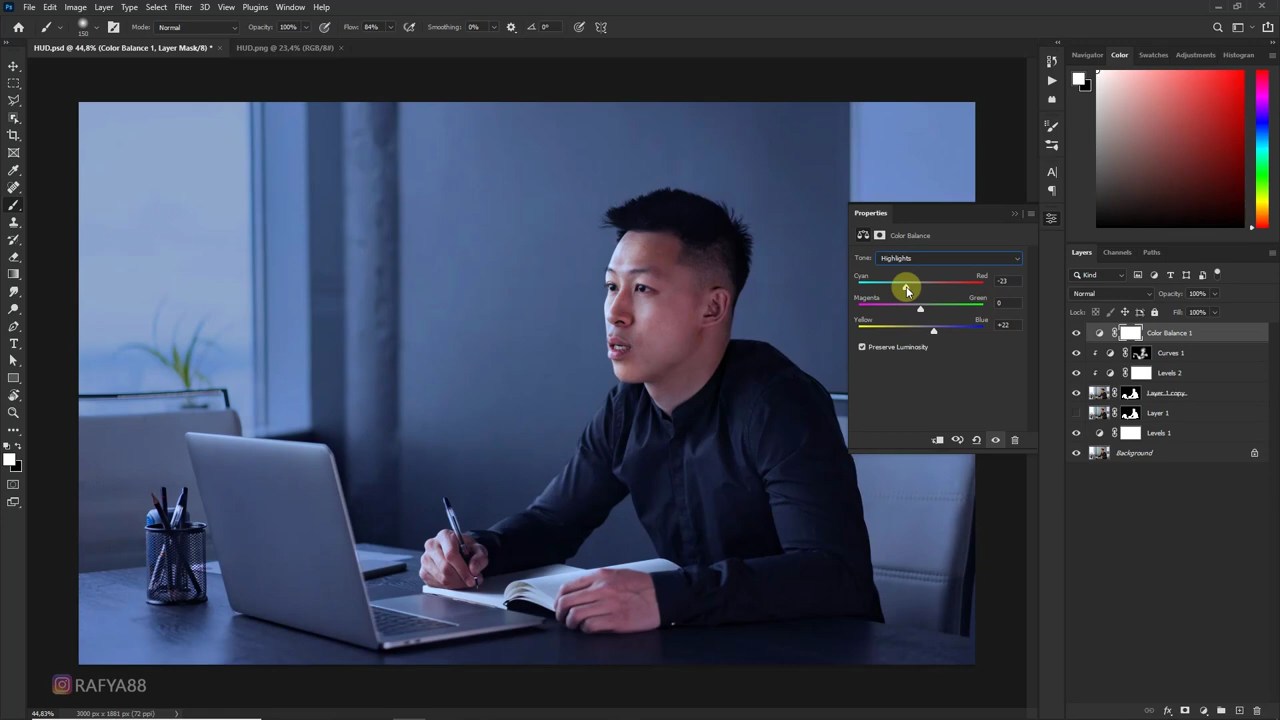 Ps File Edit Image Layer Type Select Filter 3D View Plugins Window Help
150 Mode: Normal Opacity: 100% Flow: 84% Smoothing: 0% 0°
HUD.psd @ 44,8% (Color Balance 1, Layer Mask/8) * × HUD.png @ 23,4% (RGB/8#) ×
Navigator Color Swatches Adjustments Histogran
Properties
Color Balance
Tone: Highlights
Cyan Red -23
Magenta Green 0
Yellow Blue +22
Preserve Luminosity
Layers Channels Paths
Kind
Normal Opacity: 100%
Lock: Fill: 100%
Color Balance 1
Curves 1
Levels 2
Layer 1 copy
Layer 1
Levels 1
Background
RAFYA88
44,83% 3000 px x 1881 px (72 ppi)